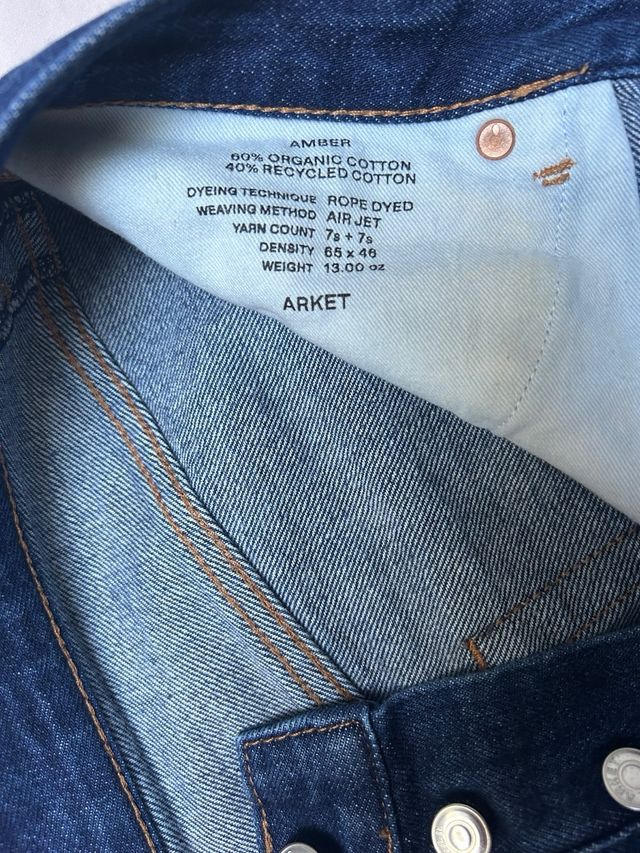 AMBER
60% ORGANIC COTTON
40% RECYCLED COTTON
DYEING TECHNIQUE ROPE DYED
WEAVING METHOD AIR JET
YARN COUNT 7s + 7s
DENSITY 65 x 46
WEIGHT 13.00 oz
ARKET